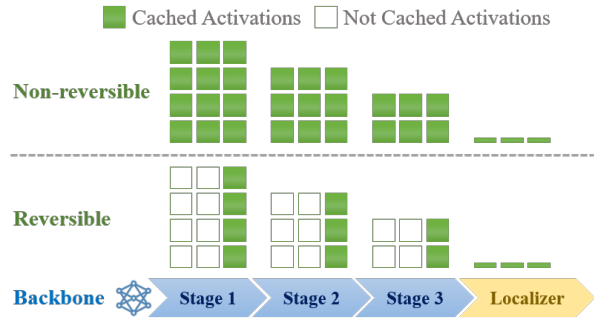 Cached Activations Not Cached Activations
Non-reversible
Reversible
Backbone Stage 1 Stage 2 Stage 3 Localizer